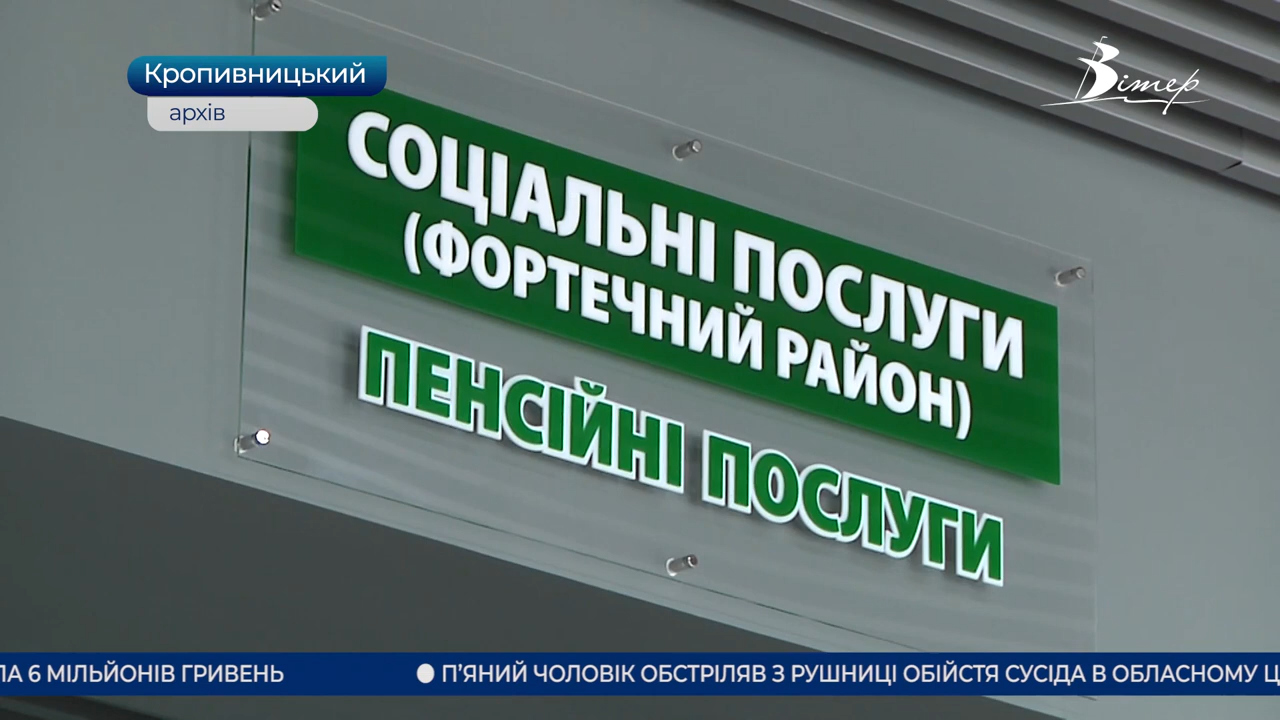 Кропивницький
архів
Вітер
СОЦІАЛЬНІ ПОСЛУГИ
(ФОРТЕЧНИЙ РАЙОН)
ПЕНСІЙНІ ПОСЛУГИ
6 МІЛЬЙОНІВ ГРИВЕНЬ
П'ЯНИЙ ЧОЛОВІК ОБСТРІЛЯВ З РУШНИЦІ ОБІЙСТЯ СУСІДА В ОБЛАСНОМУ